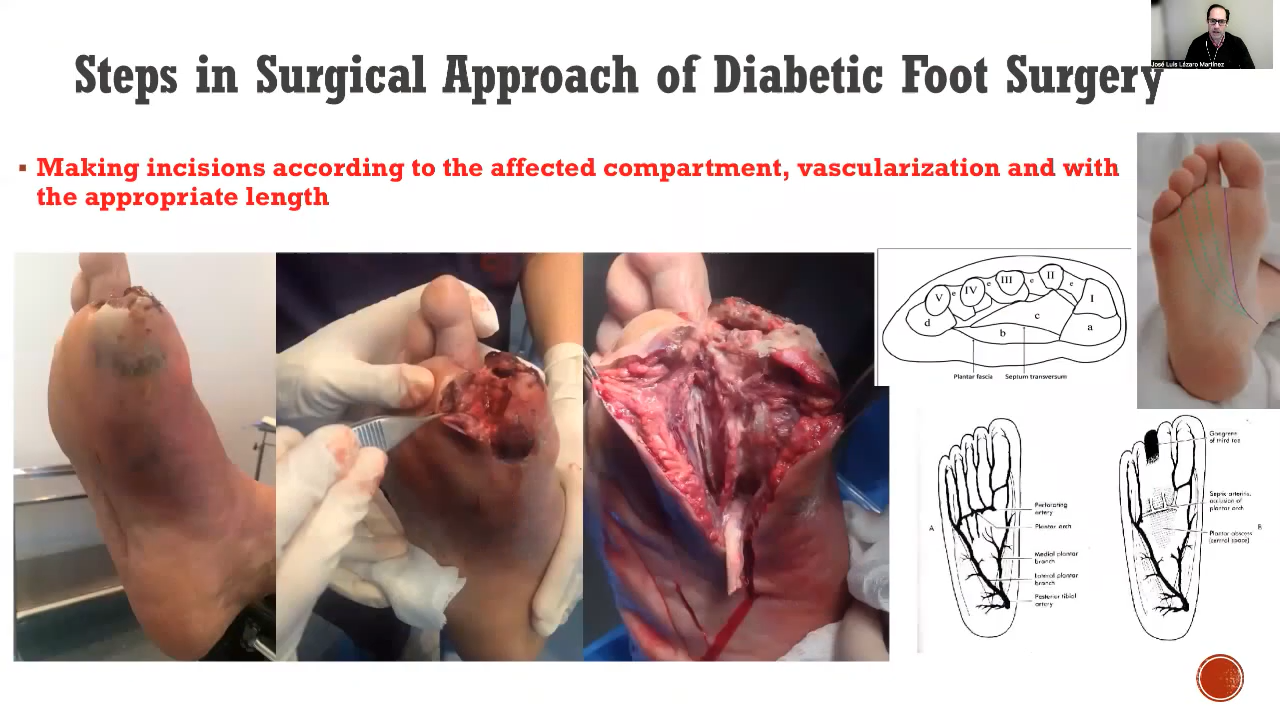 José Luis Lázaro Martínez
Steps in Surgical Approach of Diabetic Foot Surgery
Making incisions according to the affected compartment, vascularization and with
the appropriate length
V
e
IV
e
III
e
II
e
I
d
c
b
a
Plantar fascia
Septum transversum
A
Perforating
artery
Plantar arch
Medial plantar
branch
Lateral plantar
branch
Posterior tibial
artery
Gangrene
of third toe
Septic arteritis,
occlusion of
plantar arch
Plantar abscess
(central space)
B